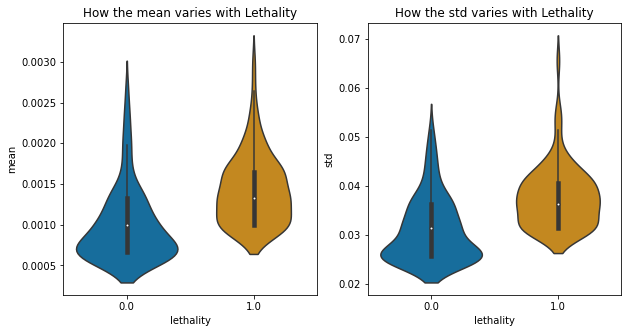 How the mean varies with Lethality
mean
0.0030
0.0025
0.0020
0.0015
0.0010
0.0005
0.0
1.0
lethality
How the std varies with Lethality
std
0.07
0.06
0.05
0.04
0.03
0.02
0.0
1.0
lethality